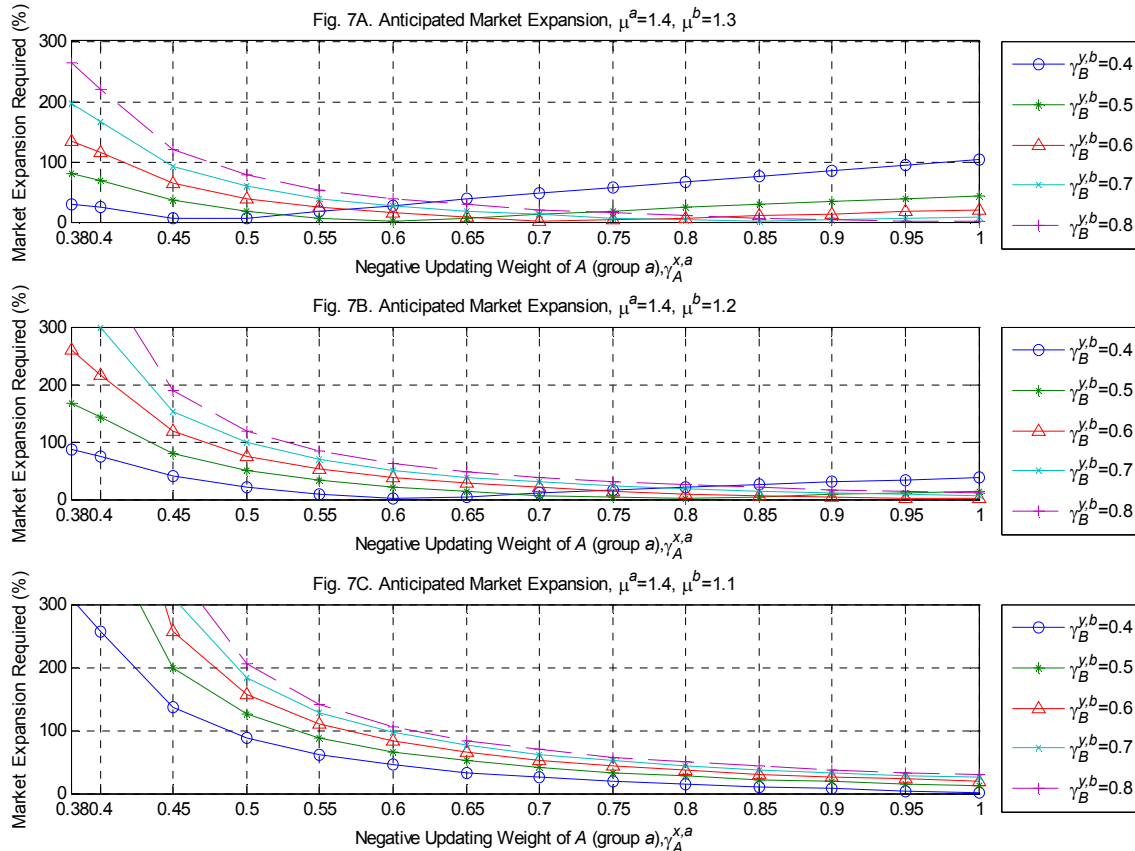 Fig. 7A. Anticipated Market Expansion, μ^a=1.4, μ^b=1.3
Market Expansion Required (%)
300
200
100
0
0.380.4 0.45 0.5 0.55 0.6 0.65 0.7 0.75 0.8 0.85 0.9 0.95 1
Negative Updating Weight of A (group a),γ_A^{x,a}
γ_B^{y,b}=0.4
γ_B^{y,b}=0.5
γ_B^{y,b}=0.6
γ_B^{y,b}=0.7
γ_B^{y,b}=0.8
Fig. 7B. Anticipated Market Expansion, μ^a=1.4, μ^b=1.2
Market Expansion Required (%)
300
200
100
0
0.380.4 0.45 0.5 0.55 0.6 0.65 0.7 0.75 0.8 0.85 0.9 0.95 1
Negative Updating Weight of A (group a),γ_A^{x,a}
γ_B^{y,b}=0.4
γ_B^{y,b}=0.5
γ_B^{y,b}=0.6
γ_B^{y,b}=0.7
γ_B^{y,b}=0.8
Fig. 7C. Anticipated Market Expansion, μ^a=1.4, μ^b=1.1
Market Expansion Required (%)
300
200
100
0
0.380.4 0.45 0.5 0.55 0.6 0.65 0.7 0.75 0.8 0.85 0.9 0.95 1
Negative Updating Weight of A (group a),γ_A^{x,a}
γ_B^{y,b}=0.4
γ_B^{y,b}=0.5
γ_B^{y,b}=0.6
γ_B^{y,b}=0.7
γ_B^{y,b}=0.8